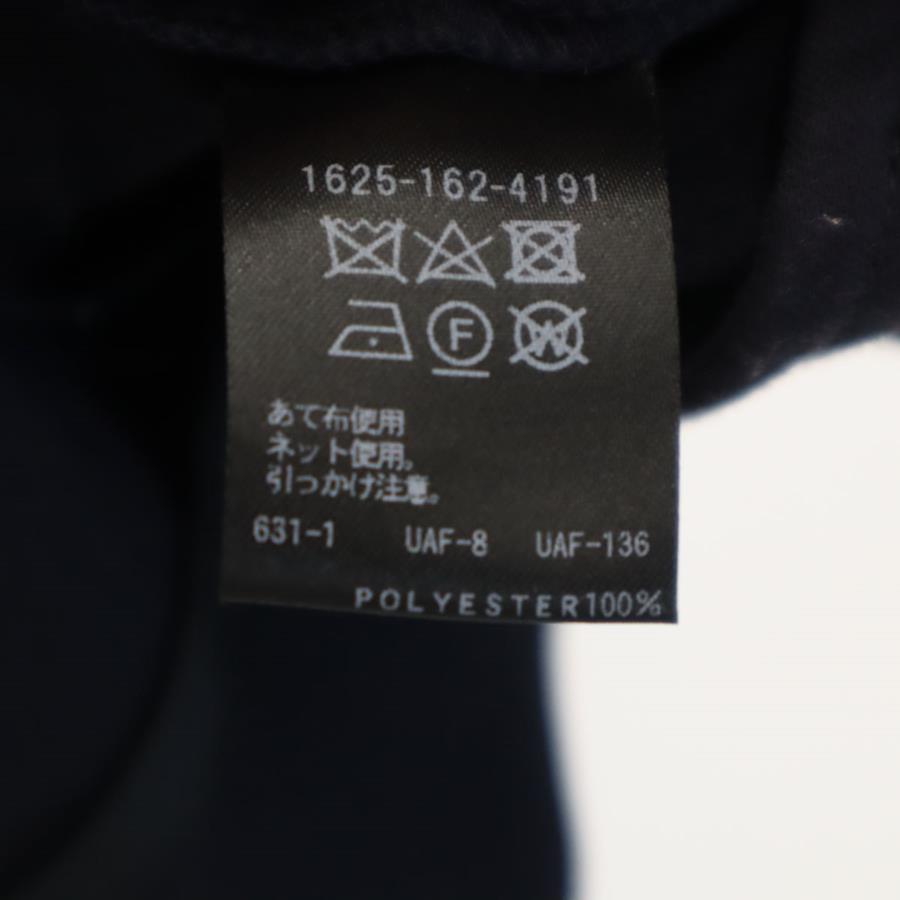 1625-162-4191
F
W
あて布使用
ネット使用。
引っかけ注意。
631-1 UAF-8 UAF-136
POLYESTER100%